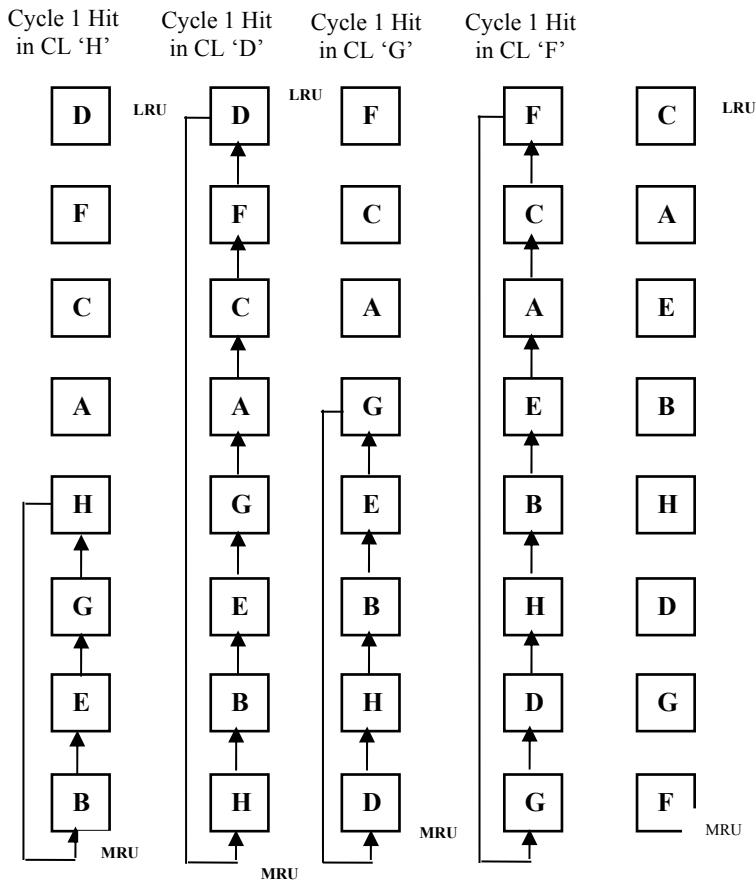 Cycle 1 Hit in CL ‘H’
Cycle 1 Hit in CL ‘D’
Cycle 1 Hit in CL ‘G’
Cycle 1 Hit in CL ‘F’
D LRU D LRU F F C LRU
F F C C A
C C A A E
A A G E B
H G E B H
G E B H D
E B H D G
B MRU H MRU D MRU G F MRU